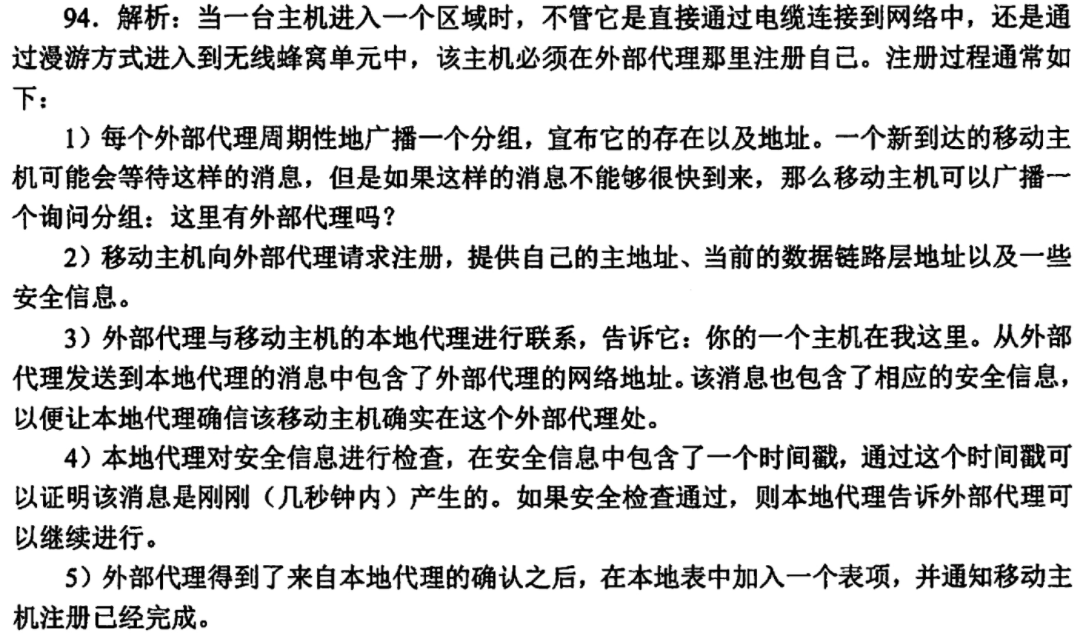 94．解析：当一台主机进入一个区域时，不管它是直接通过电缆连接到网络中，还是通
过漫游方式进入到无线蜂窝单元中，该主机必须在外部代理那里注册自己。注册过程通常如
下：
1）每个外部代理周期性地广播一个分组，宣布它的存在以及地址。一个新到达的移动主
机可能会等待这样的消息，但是如果这样的消息不能够很快到来，那么移动主机可以广播一
个询问分组：这里有外部代理吗？
2）移动主机向外部代理请求注册，提供自己的主地址、当前的数据链路层地址以及一些
安全信息。
3）外部代理与移动主机的本地代理进行联系，告诉它：你的一个主机在我这里。从外部
代理发送到本地代理的消息中包含了外部代理的网络地址。该消息也包含了相应的安全信息，
以便让本地代理确信该移动主机确实在这个外部代理处。
4）本地代理对安全信息进行检查，在安全信息中包含了一个时间戳，通过这个时间戳可
以证明该消息是刚刚（几秒钟内）产生的。如果安全检查通过，则本地代理告诉外部代理可
以继续进行。
5）外部代理得到了来自本地代理的确认之后，在本地表中加入一个表项，并通知移动主
机注册已经完成。